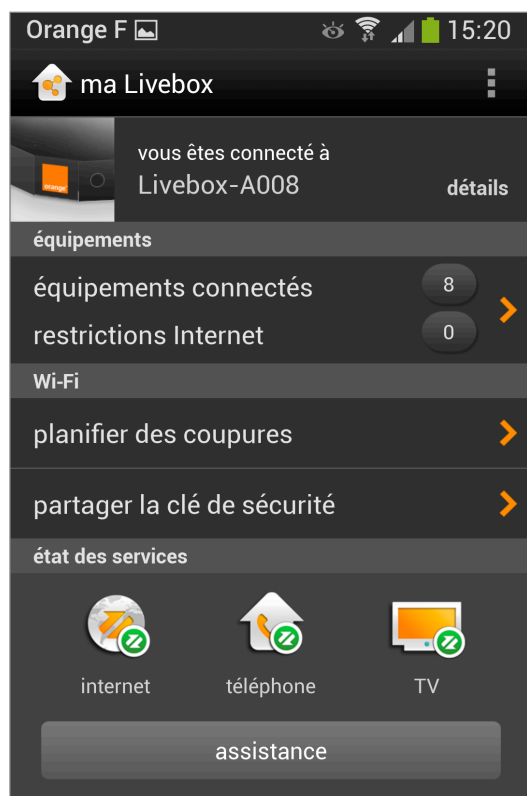 Orange F 15:20
ma Livebox
vous êtes connecté à
Livebox-A008
détails
orange
équipements
équipements connectés 8
restrictions Internet 0
Wi-Fi
planifier des coupures
partager la clé de sécurité
état des services
internet téléphone TV
assistance